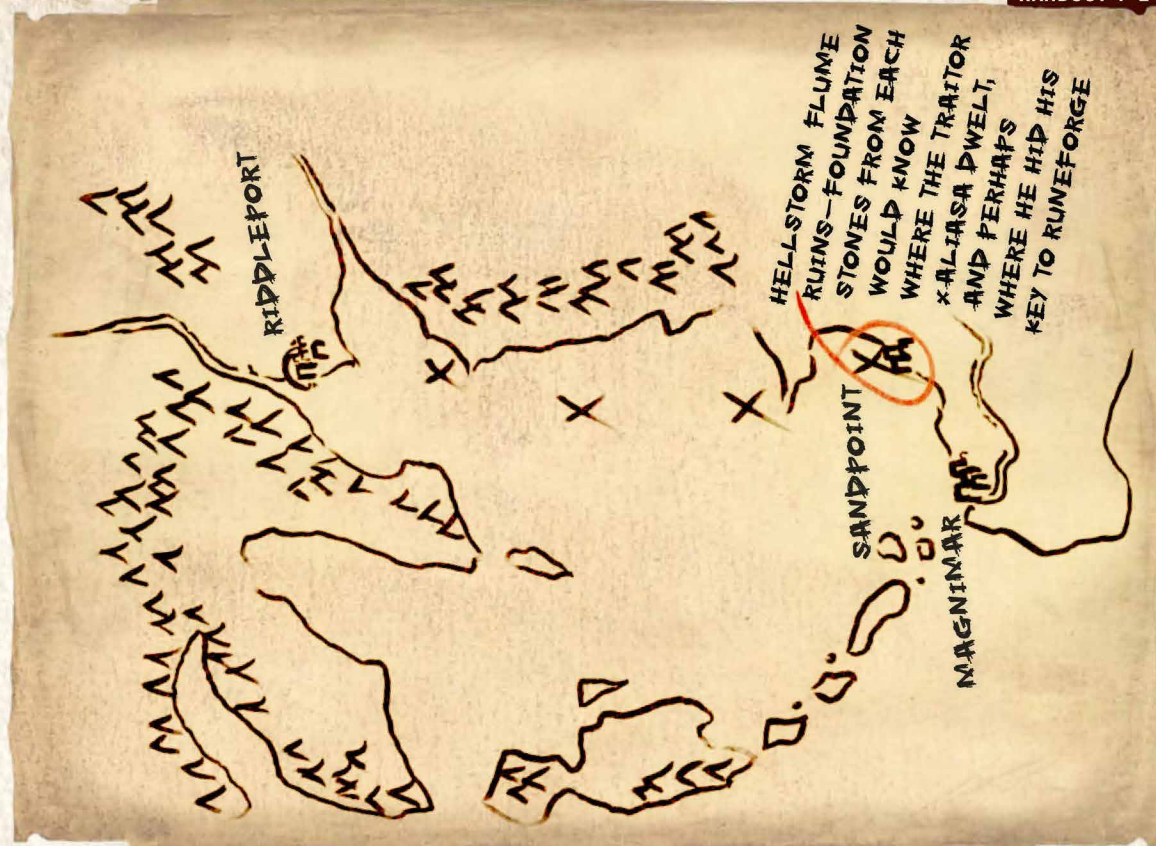 RIDDLEPORT
HELLSTORM FLUME
RUINS—FOUNDATION
STONES FROM EACH
WOULD KNOW
WHERE THE TRAITOR
XALIASA DWELT,
AND PERHAPS
WHERE HE HID HIS
KEY TO RUNEFORGE
SANDPOINT
MAGNIMAR